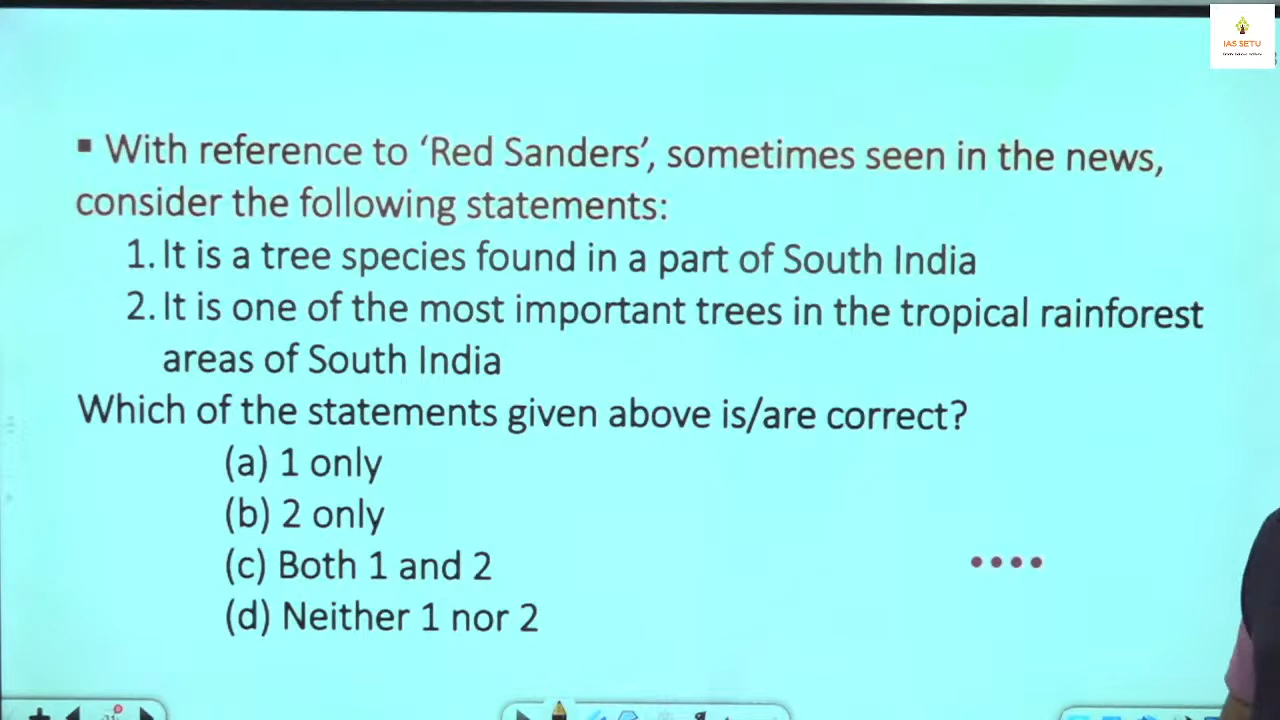 IAS SETU
▪ With reference to ‘Red Sanders’, sometimes seen in the news,
consider the following statements:
1. It is a tree species found in a part of South India
2. It is one of the most important trees in the tropical rainforest
areas of South India
Which of the statements given above is/are correct?
(a) 1 only
(b) 2 only
(c) Both 1 and 2
(d) Neither 1 nor 2